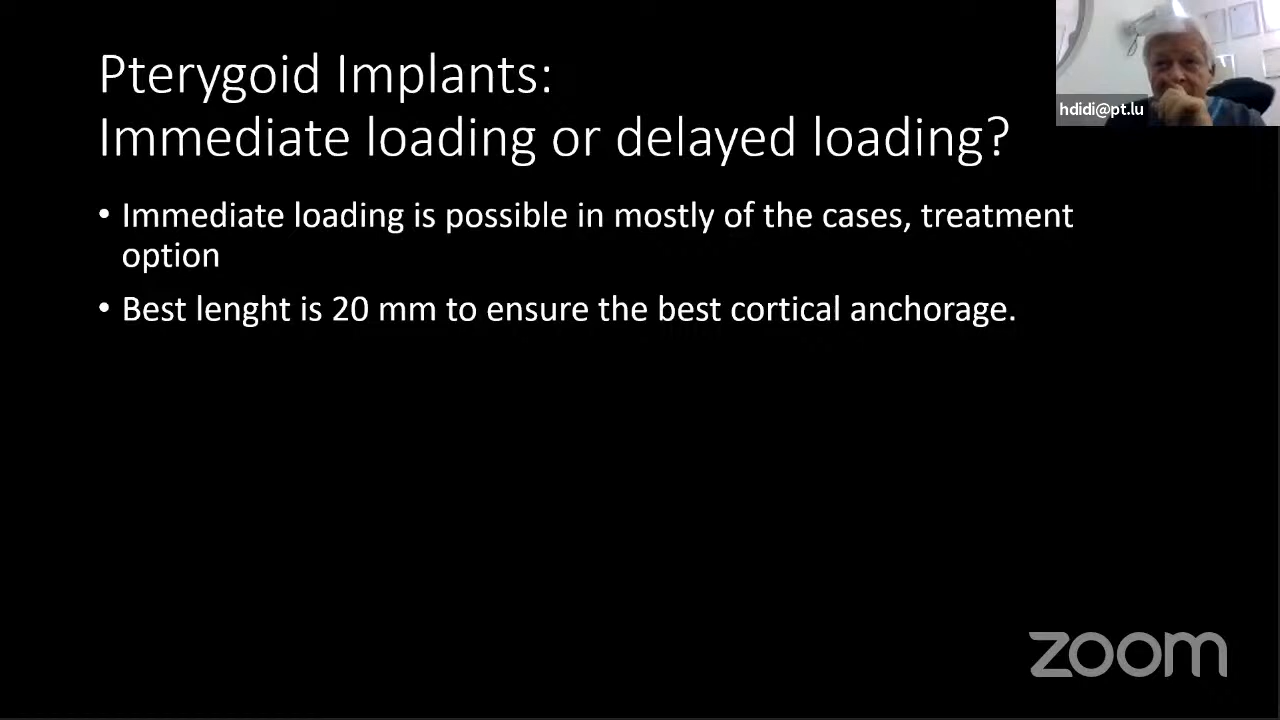 Pterygoid Implants:
Immediate loading or delayed loading?
• Immediate loading is possible in mostly of the cases, treatment
option
• Best lenght is 20 mm to ensure the best cortical anchorage.
hdidi@pt.lu
zoom